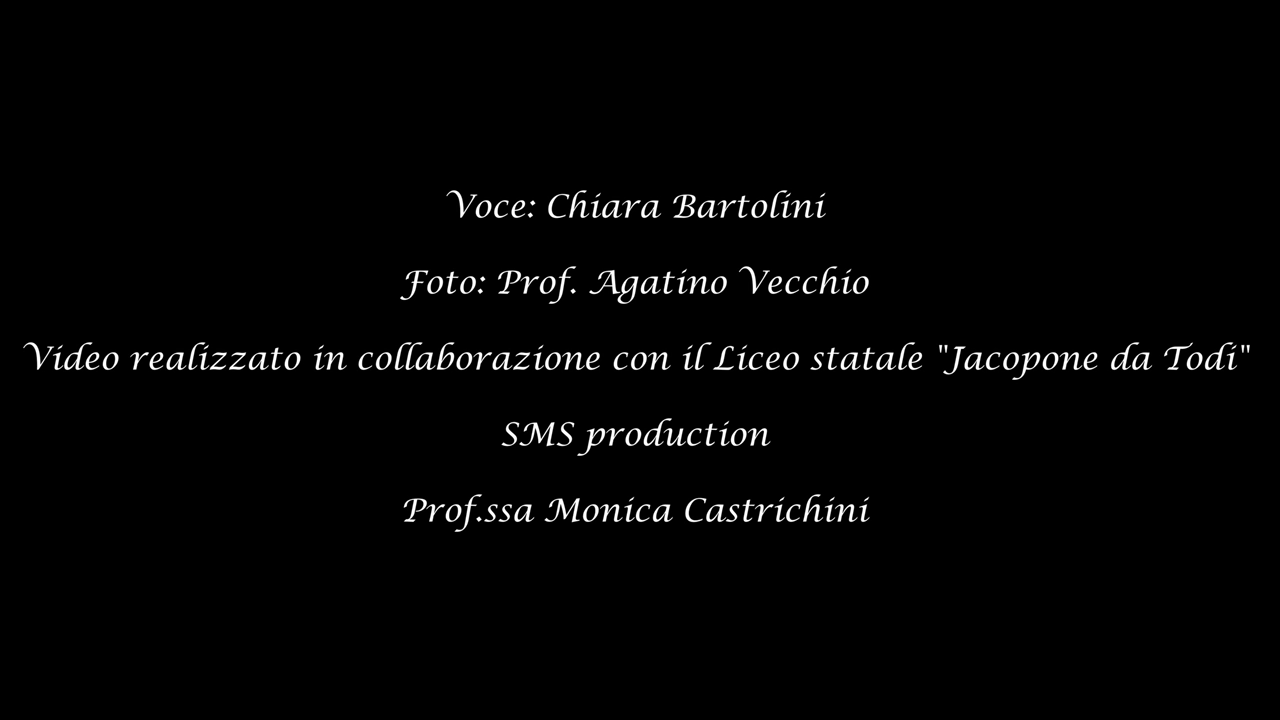 Voce: Chiara Bartolini
Foto: Prof. Agatino Vecchio
Video realizzato in collaborazione con il Liceo statale "Jacopone da Todi"
SMS production
Prof.ssa Monica Castrichini